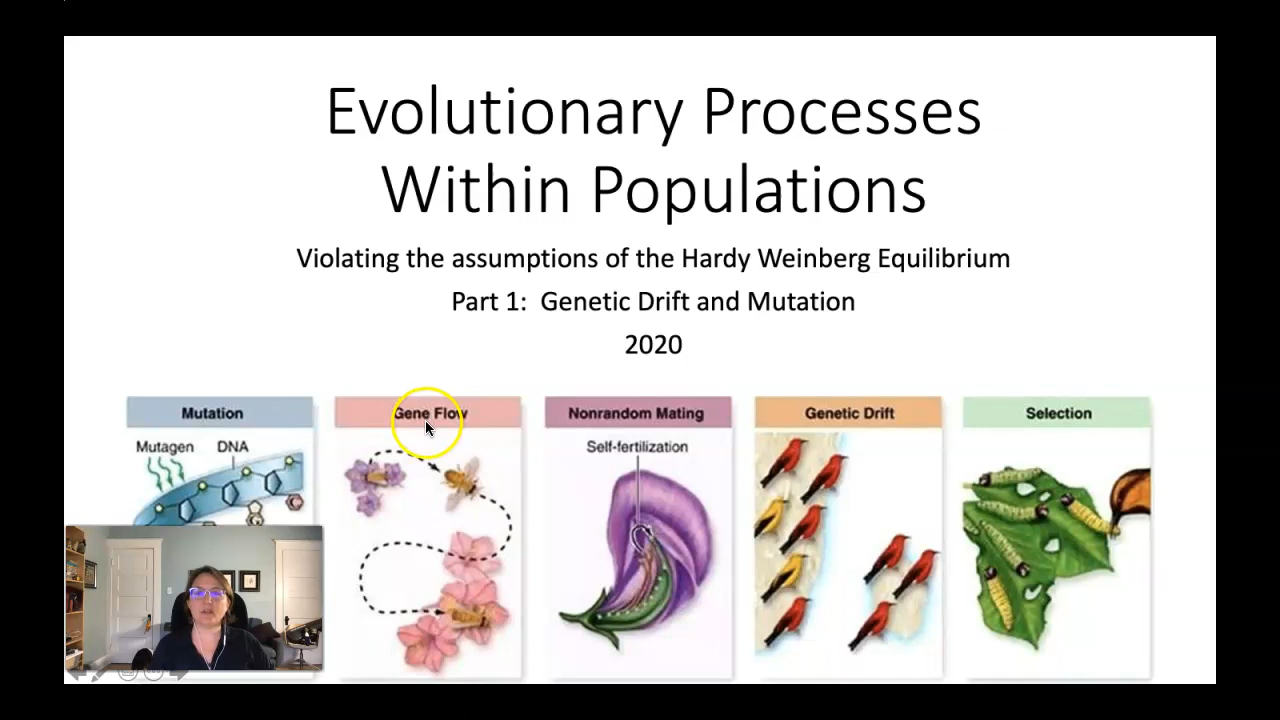 Evolutionary Processes
Within Populations
Violating the assumptions of the Hardy Weinberg Equilibrium
Part 1: Genetic Drift and Mutation
2020
Mutation
Gene Flow
Nonrandom Mating
Genetic Drift
Selection
Mutagen
DNA
Self-fertilization